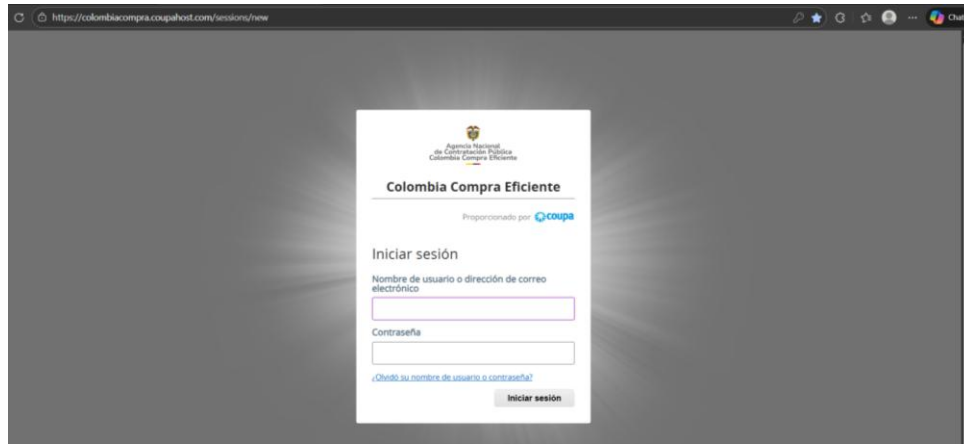 https://colombiacompra.coupahost.com/sessions/new
Chat
Agencia Nacional
de Contratación Pública
Colombia Compra Eficiente
Colombia Compra Eficiente
Proporcionado por coupa
Iniciar sesión
Nombre de usuario o dirección de correo
electrónico
Contraseña
¿Olvidó su nombre de usuario o contraseña?
Iniciar sesión